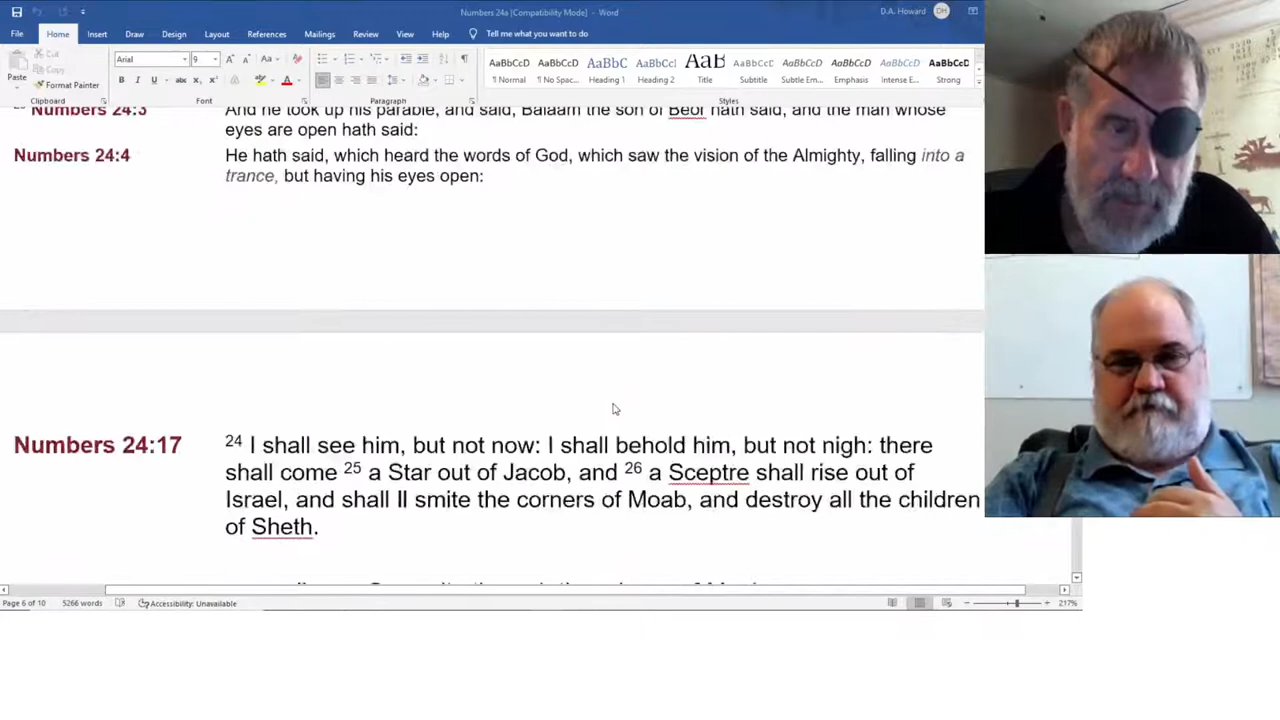 Numbers 24a [Compatibility Mode] - Word
D.A. Howard DH
File Home Insert Draw Design Layout References Mailings Review View Help Tell me what you want to do
Cut
Copy
Paste
Format Painter
Clipboard
Arial 9
Font
Paragraph
AaBbCcD AaBbCcD AaBbC AaBbCcD AaB AaBbCcD AaBbCcD AaBbCcD AaBbCcD AaBbCcD
¶ Normal ¶ No Spac... Heading 1 Heading 2 Title Subtitle Subtle Em... Emphasis Intense E... Strong
Styles
Numbers 24:3 And he took up his parable, and said, Balaam the son of Beor hath said, and the man whose
eyes are open hath said:
Numbers 24:4 He hath said, which heard the words of God, which saw the vision of the Almighty, falling into a
trance, but having his eyes open:
Numbers 24:17 24 I shall see him, but not now: I shall behold him, but not nigh: there
shall come 25 a Star out of Jacob, and 26 a Sceptre shall rise out of
Israel, and shall II smite the corners of Moab, and destroy all the children
of Sheth.
Page 6 of 10 5266 words Accessibility: Unavailable 217%